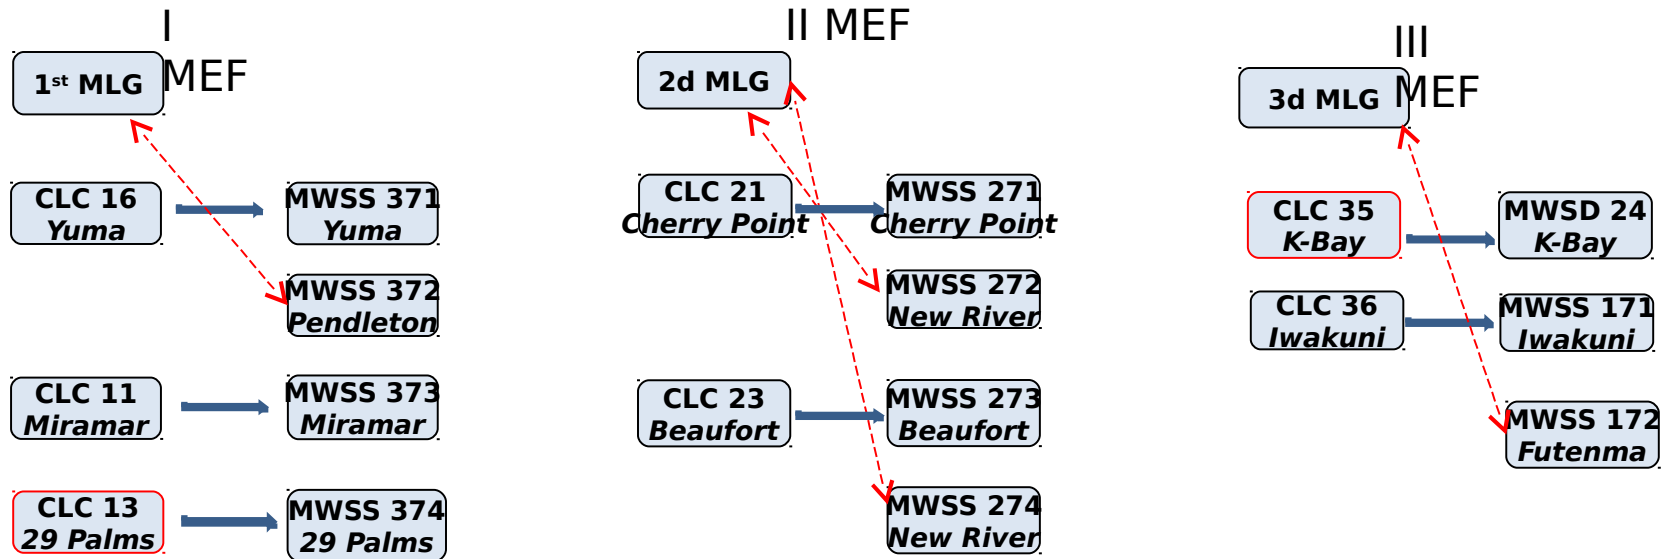 I
MEF
1st MLG
CLC 16
Yuma
MWSS 371
Yuma
MWSS 372
Pendleton
CLC 11
Miramar
MWSS 373
Miramar
CLC 13
29 Palms
MWSS 374
29 Palms
II MEF
2d MLG
CLC 21
Cherry Point
MWSS 271
Cherry Point
MWSS 272
New River
CLC 23
Beaufort
MWSS 273
Beaufort
MWSS 274
New River
III
MEF
3d MLG
CLC 35
K-Bay
MWSD 24
K-Bay
CLC 36
Iwakuni
MWSS 171
Iwakuni
MWSS 172
Futenma